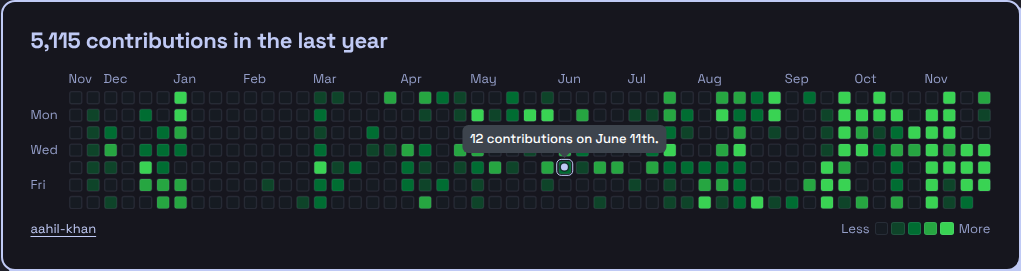 5,115 contributions in the last year
Nov Dec Jan Feb Mar Apr May Jun Jul Aug Sep Oct Nov
Mon
12 contributions on June 11th.
Wed
Fri
aahil-khan Less More